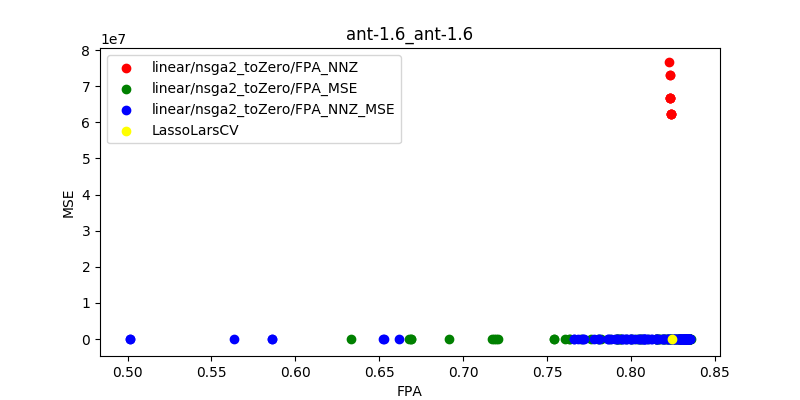 ant-1.6_ant-1.6
1e7
8
7
6
5
4
3
2
1
0
MSE
linear/nsga2_toZero/FPA_NNZ
linear/nsga2_toZero/FPA_MSE
linear/nsga2_toZero/FPA_NNZ_MSE
LassoLarsCV
0.50 0.55 0.60 0.65 0.70 0.75 0.80 0.85
FPA